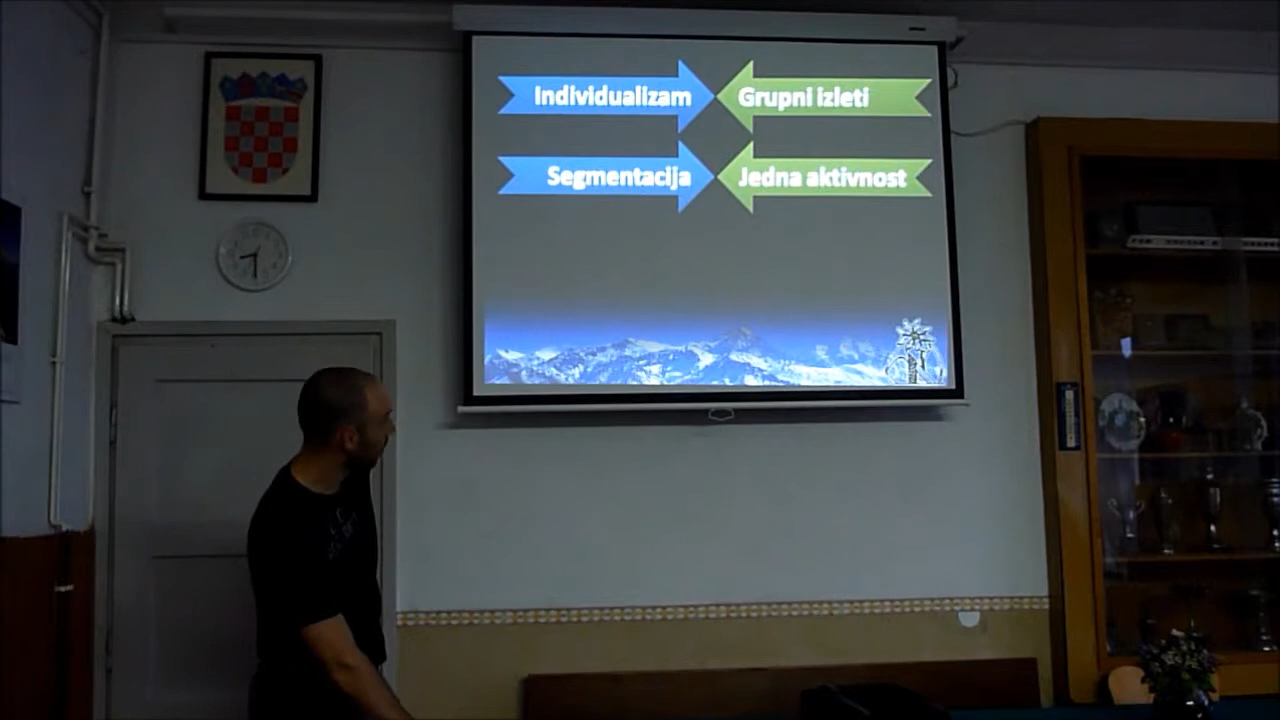 Individualizam
Grupni izleti
Segmentacija
Jedna aktivnost